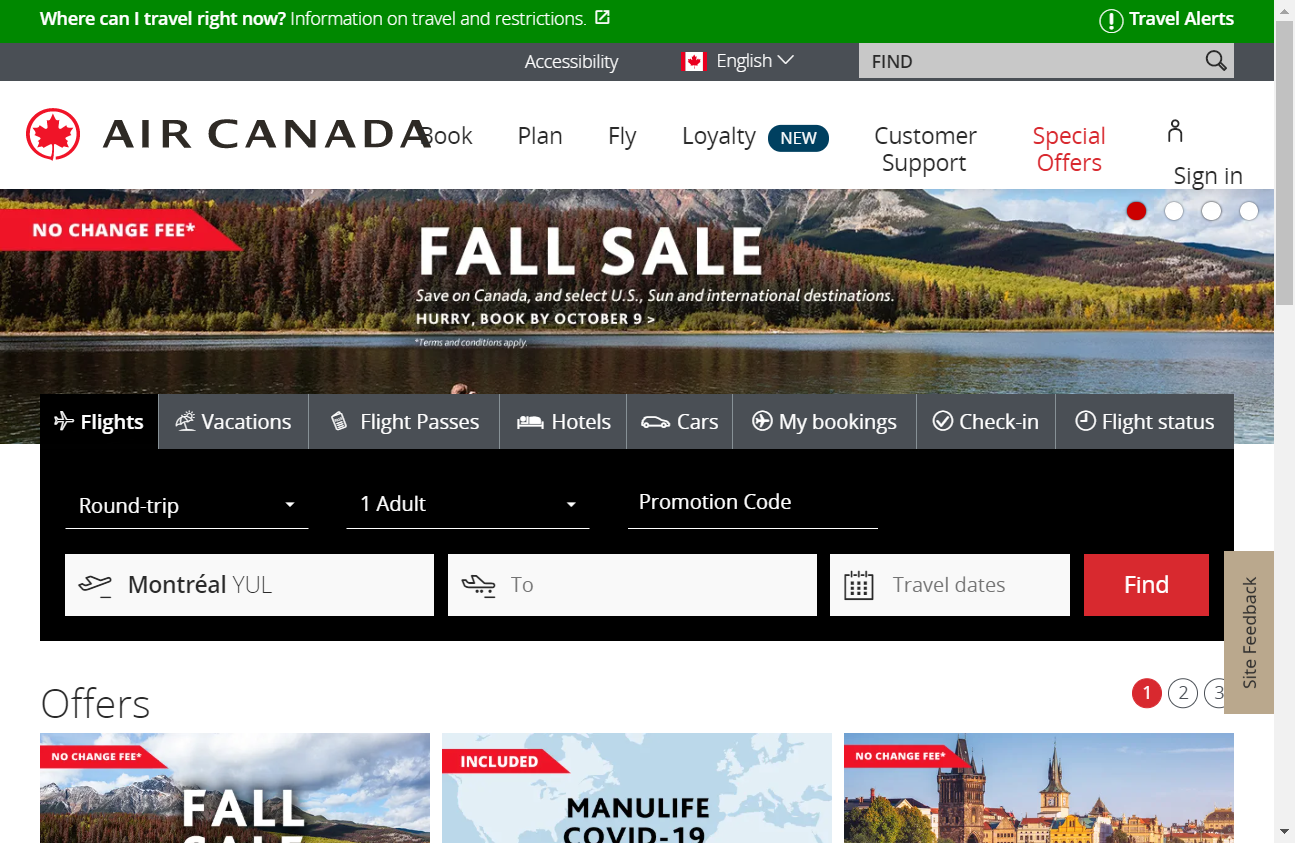 Where can I travel right now? Information on travel and restrictions.
Travel Alerts
Accessibility
English
FIND
AIR CANADA
Book
Plan
Fly
Loyalty NEW
Customer
Support
Special
Offers
Sign in
NO CHANGE FEE*
FALL SALE
Save on Canada, and select U.S., Sun and international destinations.
HURRY, BOOK BY OCTOBER 9 >
*Terms and conditions apply.
Flights
Vacations
Flight Passes
Hotels
Cars
My bookings
Check-in
Flight status
Round-trip
1 Adult
Promotion Code
Montréal YUL
To
Travel dates
Find
Site Feedback
Offers
1 2 3
NO CHANGE FEE*
FALL
SALE
INCLUDED
MANULIFE
COVID-19
NO CHANGE FEE*